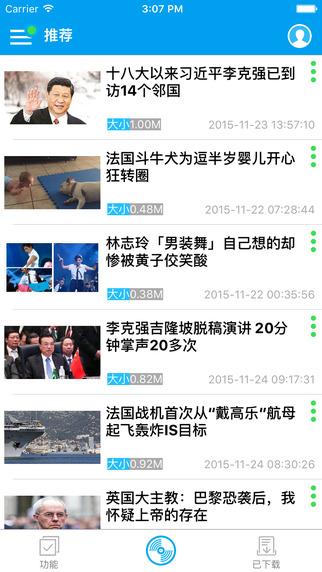 Carrier 3:07 PM
推荐
十八大以来习近平李克强已到
访14个邻国
大小1.00M 2015-11-23 13:57:10
法国斗牛犬为逗半岁婴儿开心
狂转圈
大小0.48M 2015-11-22 07:28:44
林志玲「男装舞」自己想的却
惨被黄子佼笑酸
大小0.38M 2015-11-22 00:35:56
李克强吉隆坡脱稿演讲 20分
钟掌声20多次
大小0.82M 2015-11-24 09:17:31
法国战机首次从“戴高乐”航母
起飞轰炸IS目标
大小0.92M 2015-11-24 08:30:26
英国大主教：巴黎恐袭后，我
怀疑上帝的存在
功能 已下载